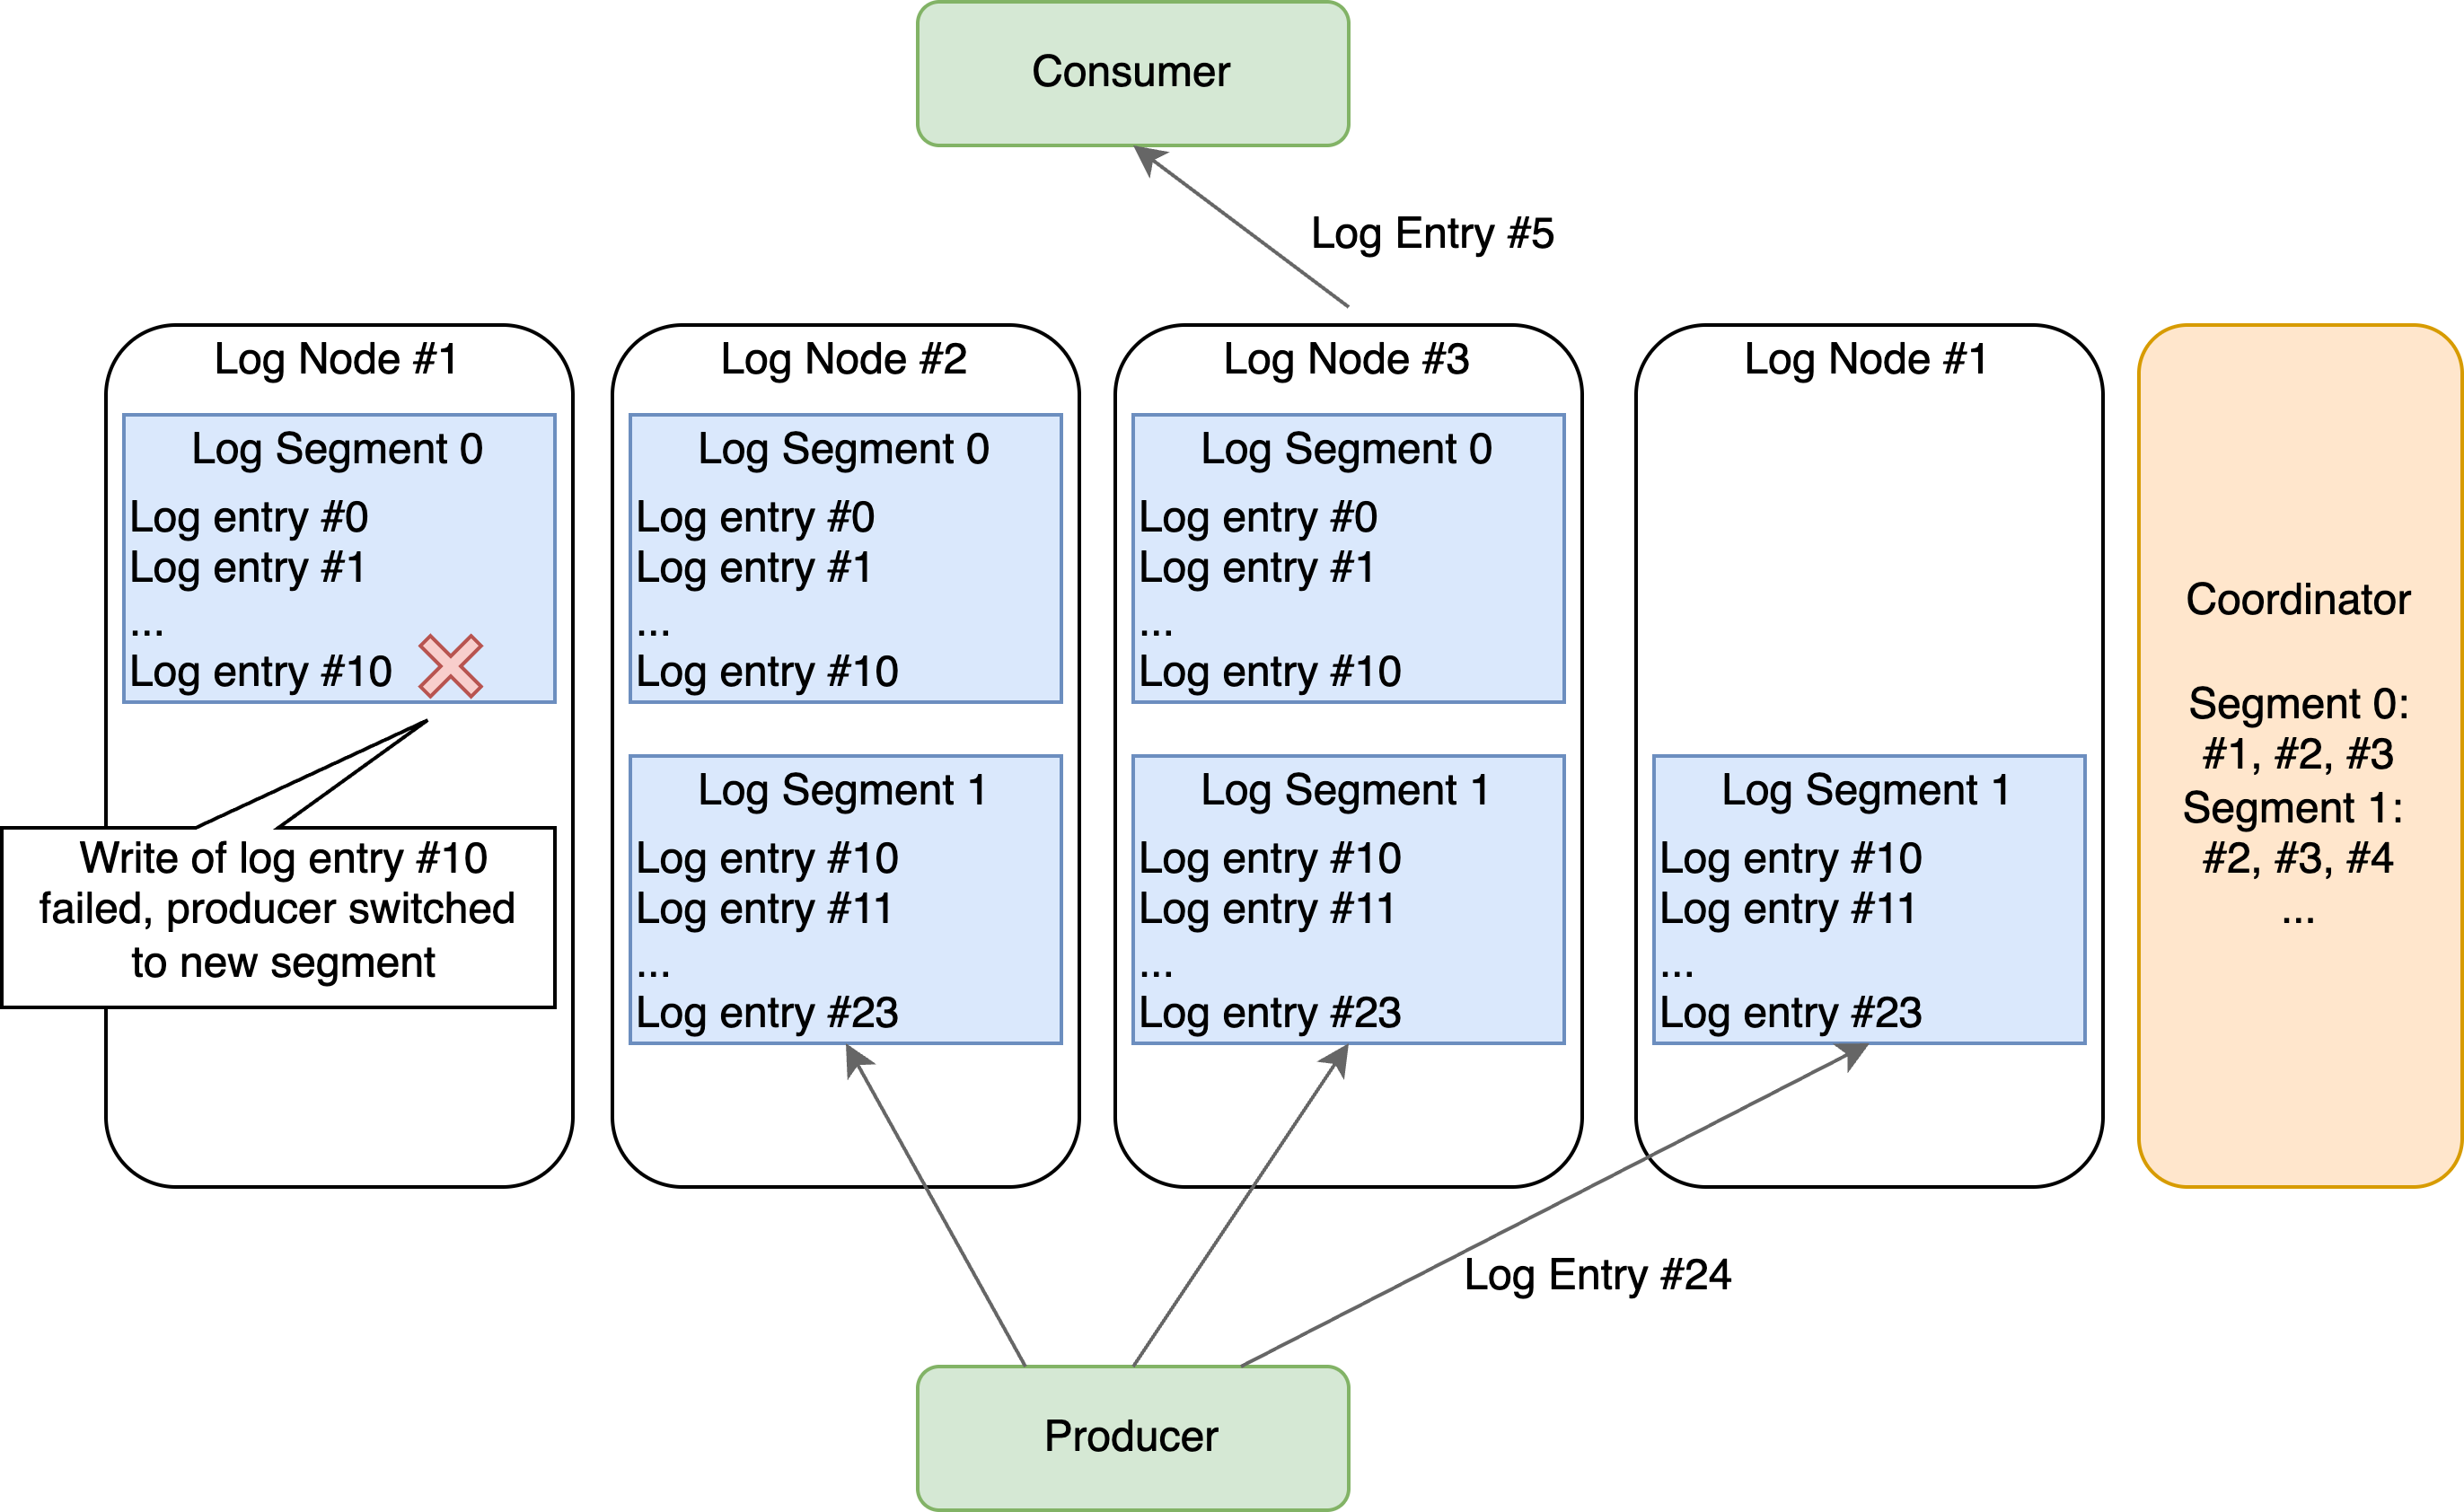 Consumer
Log Entry #5
Log Node #1
Log Segment 0
Log entry #0
Log entry #1
...
Log entry #10
Write of log entry #10
failed, producer switched
to new segment
Log Node #2
Log Segment 0
Log entry #0
Log entry #1
...
Log entry #10
Log Segment 1
Log entry #10
Log entry #11
...
Log entry #23
Log Node #3
Log Segment 0
Log entry #0
Log entry #1
...
Log entry #10
Log Segment 1
Log entry #10
Log entry #11
...
Log entry #23
Log Node #1
Log Segment 1
Log entry #10
Log entry #11
...
Log entry #23
Coordinator
Segment 0:
#1, #2, #3
Segment 1:
#2, #3, #4
...
Log Entry #24
Producer